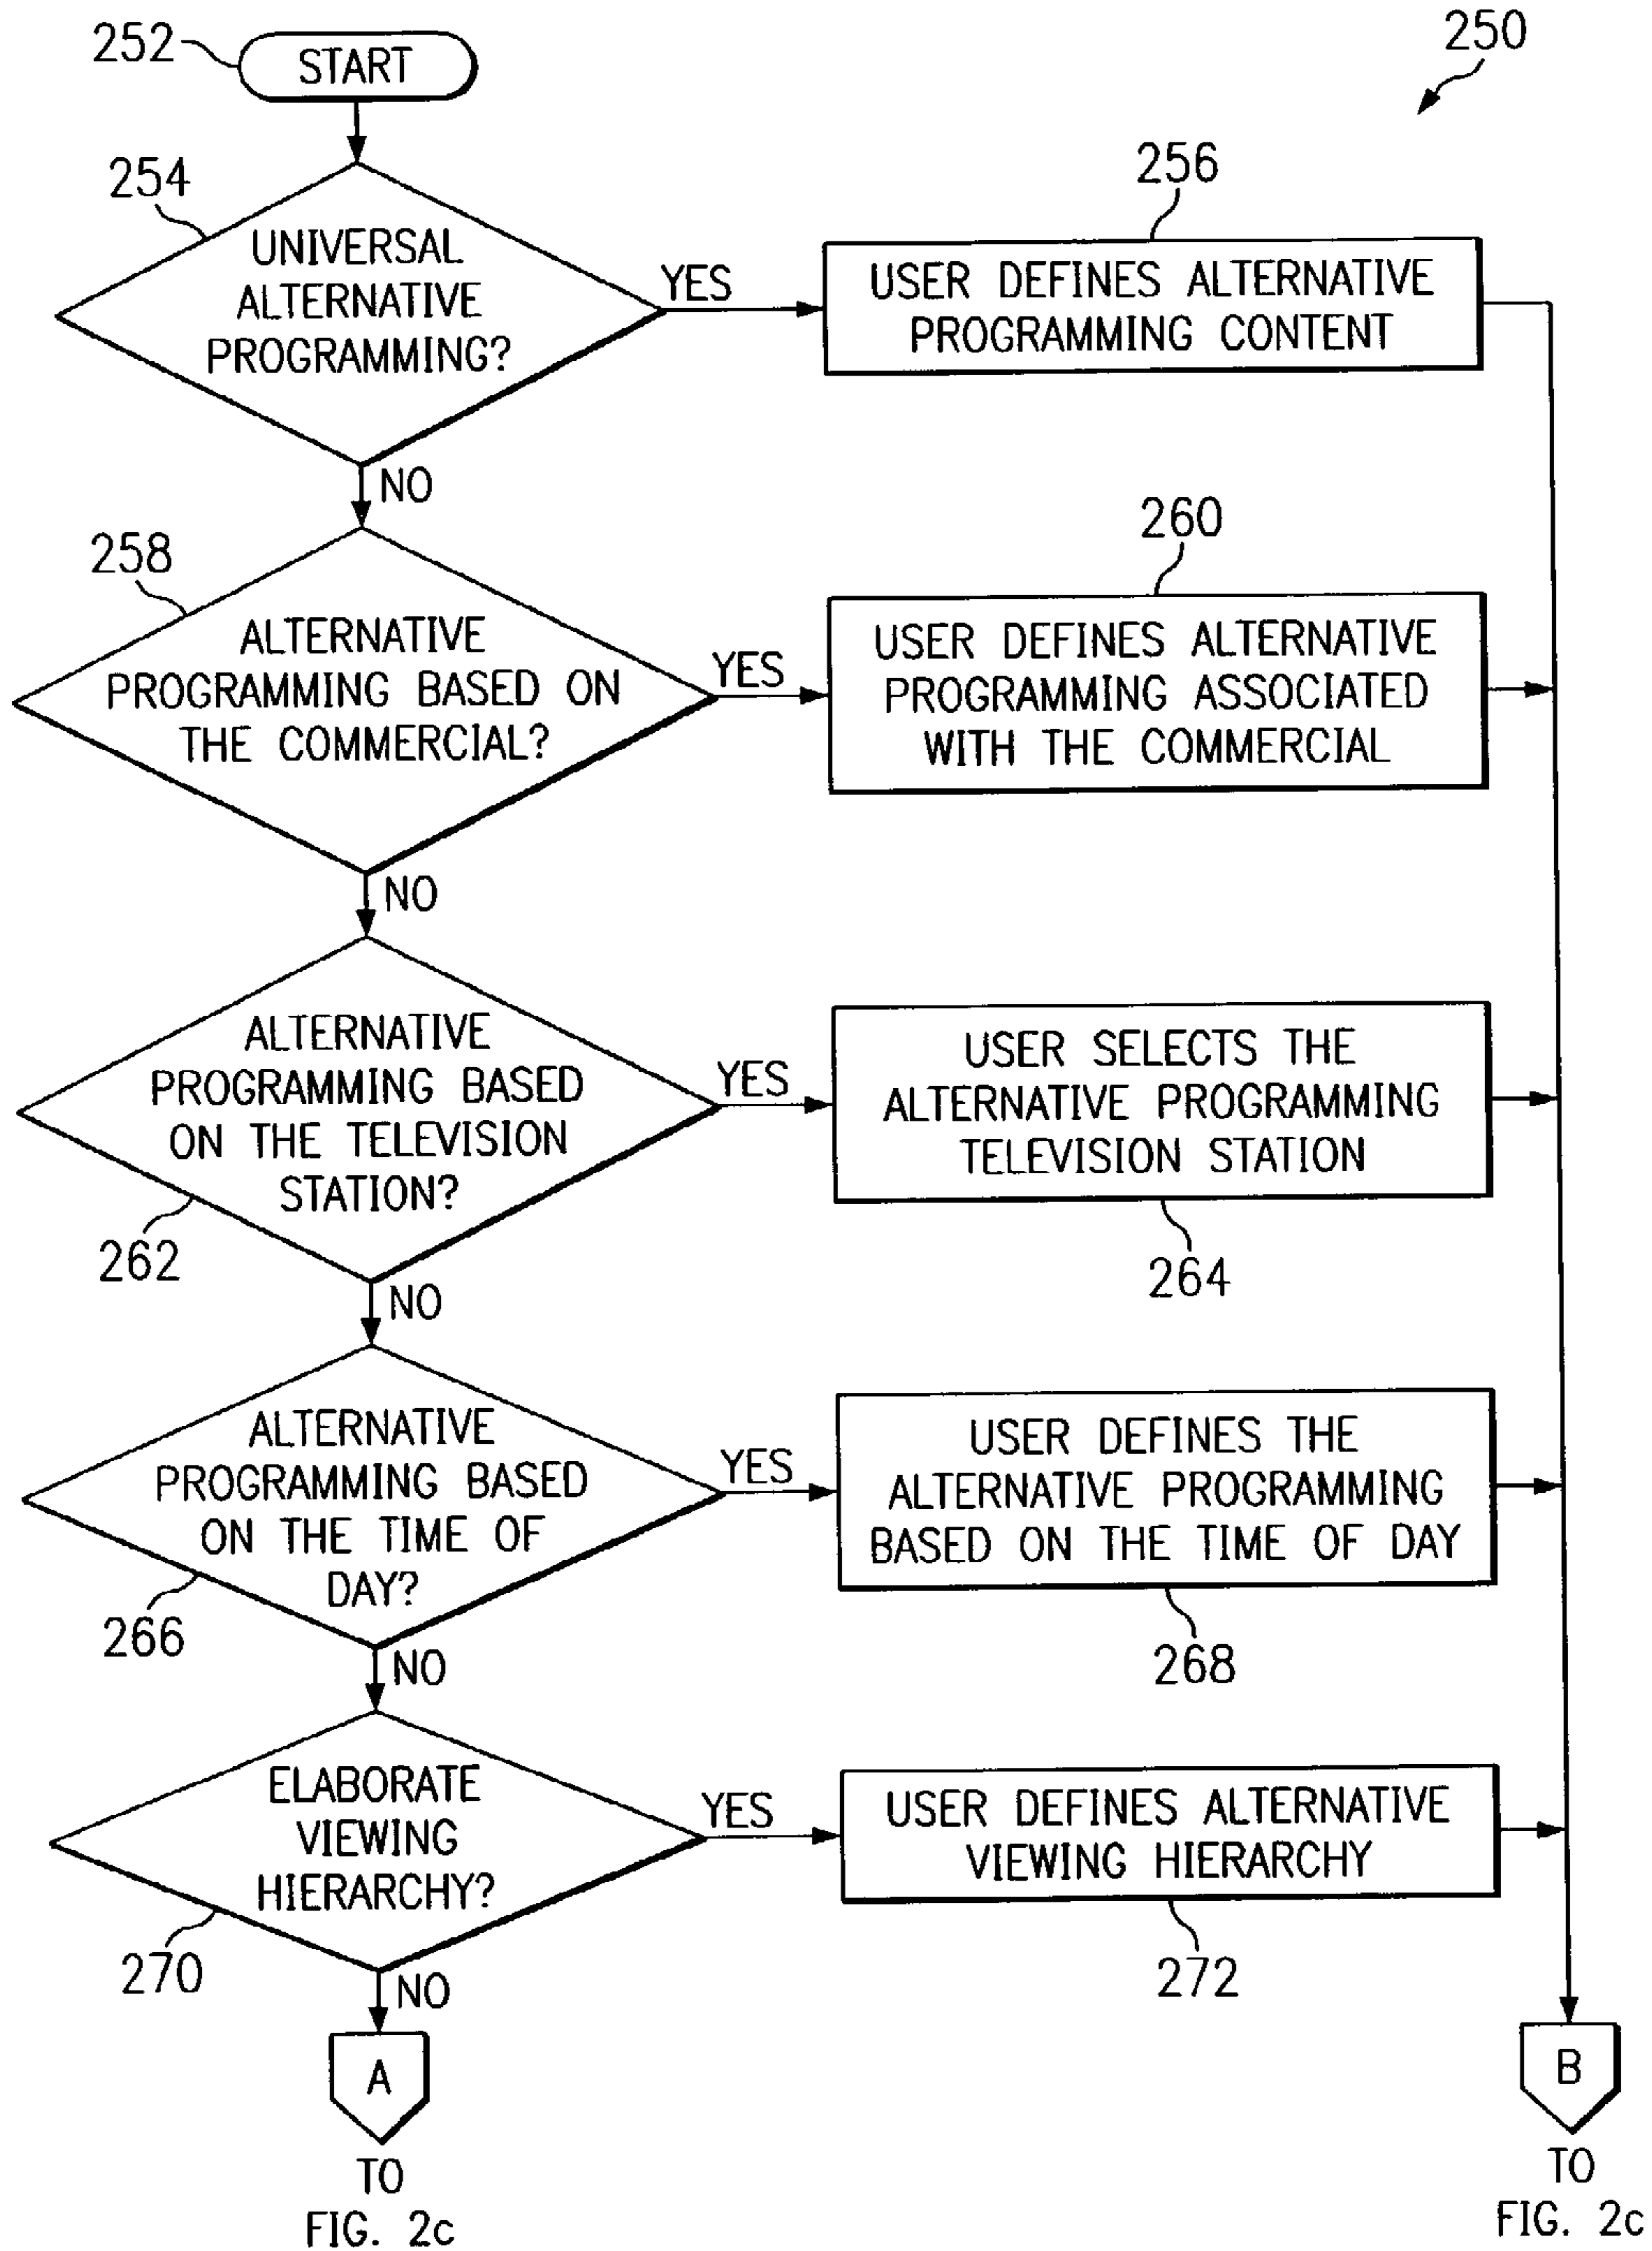 252
START
250
254
UNIVERSAL
ALTERNATIVE
PROGRAMMING?
YES
256
USER DEFINES ALTERNATIVE
PROGRAMMING CONTENT
NO
258
ALTERNATIVE
PROGRAMMING BASED ON
THE COMMERCIAL?
YES
260
USER DEFINES ALTERNATIVE
PROGRAMMING ASSOCIATED
WITH THE COMMERCIAL
NO
ALTERNATIVE
PROGRAMMING BASED
ON THE TELEVISION
STATION?
262
YES
USER SELECTS THE
ALTERNATIVE PROGRAMMING
TELEVISION STATION
264
NO
ALTERNATIVE
PROGRAMMING BASED
ON THE TIME OF
DAY?
266
YES
USER DEFINES THE
ALTERNATIVE PROGRAMMING
BASED ON THE TIME OF DAY
268
NO
ELABORATE
VIEWING
HIERARCHY?
270
YES
USER DEFINES ALTERNATIVE
VIEWING HIERARCHY
272
NO
A
TO
FIG. 2c
B
TO
FIG. 2c